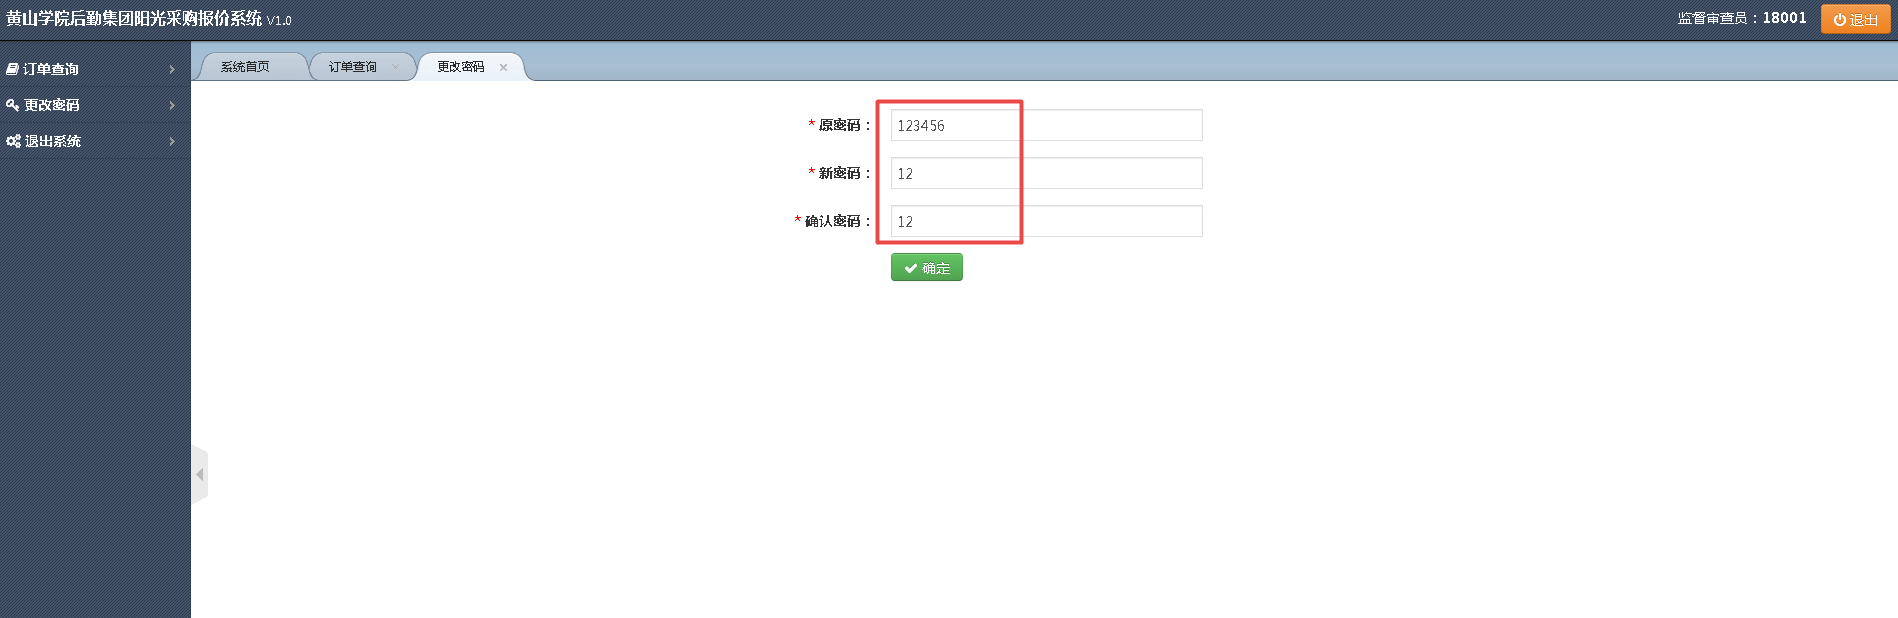 黄山学院后勤集团阳光采购报价系统 V1.0
监督审查员：18001
退出
订单查询
更改密码
退出系统
系统首页
订单查询
更改密码
* 原密码： 123456
* 新密码： 12
* 确认密码： 12
确定